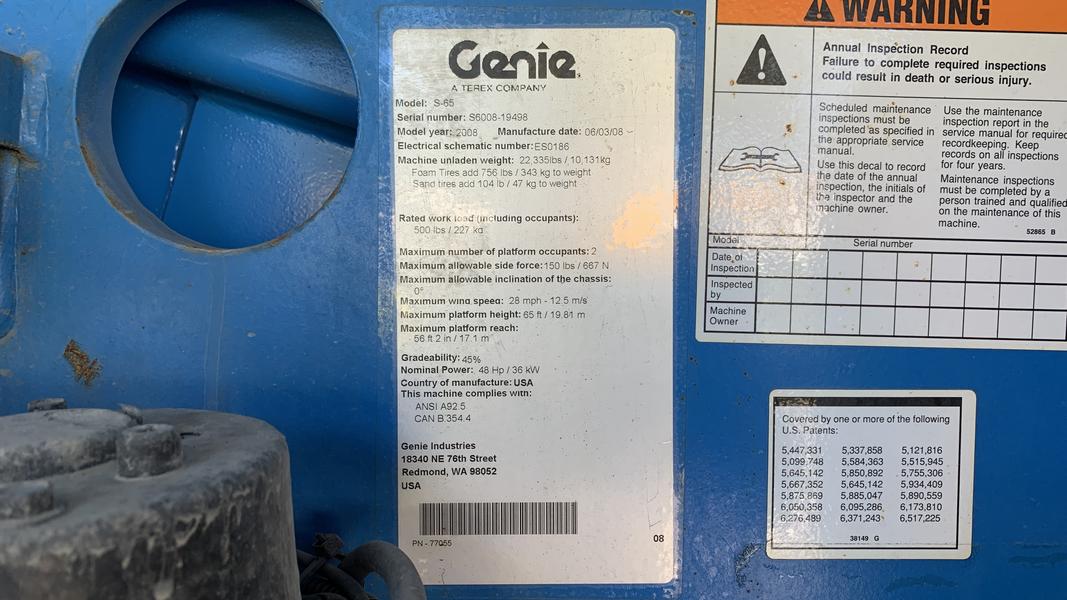 Genie
A TEREX COMPANY
Model: S-65
Serial number: S6008-19498
Model year: 2008 Manufacture date: 06/03/08
Electrical schematic number: ES0186
Machine unladen weight: 22,335lbs / 10,131kg
Foam Tires add 756 lbs / 343 kg to weight
Sand tires add 104 lb / 47 kg to weight
Rated work load (including occupants):
500 lbs / 227 kg
Maximum number of platform occupants: 2
Maximum allowable side force: 150 lbs / 667 N
Maximum allowable inclination of the chassis:
0°
Maximum wind speed: 28 mph - 12.5 m/s
Maximum platform height: 65 ft / 19.81 m
Maximum platform reach:
56 ft 2 in / 17.1 m
Gradeability: 45%
Nominal Power: 48 Hp / 36 kW
Country of manufacture: USA
This machine complies with:
ANSI A92.5
CAN B.354.4
Genie Industries
18340 NE 76th Street
Redmond, WA 98052
USA
PN - 77055
08
WARNING
Annual Inspection Record
Failure to complete required inspections
could result in death or serious injury.
Scheduled maintenance
inspections must be
completed as specified in
the appropriate service
manual.
Use this decal to record
the date of the annual
inspection, the initials of
the inspector and the
machine owner.
Use the maintenance
inspection report in the
service manual for required
recordkeeping. Keep
records on all inspections
for four years.
Maintenance inspections
must be completed by a
person trained and qualified
on the maintenance of this
machine.
52865 B
Model Serial number
Date of
Inspection
Inspected
by
Machine
Owner
Covered by one or more of the following
U.S. Patents:
5,447,331 5,337,858 5,121,816
5,099,748 5,584,363 5,515,945
5,645,142 5,850,892 5,755,306
5,667,352 5,645,142 5,934,409
5,875,869 5,885,047 5,890,559
6,050,358 6,095,286 6,173,810
6,276,489 6,371,243 6,517,225
38149 G